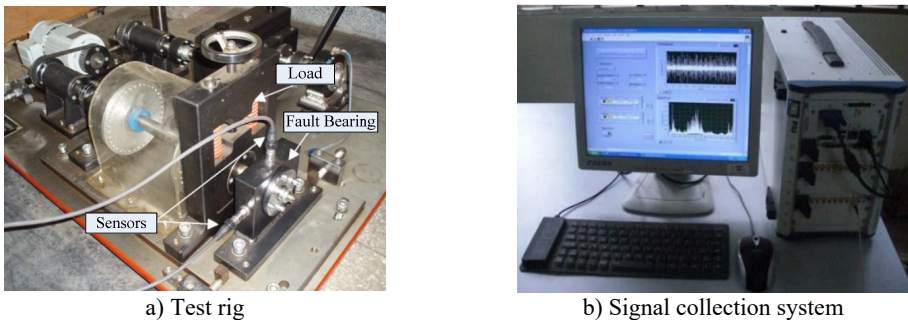 Load
Fault Bearing
Sensors
a) Test rig
b) Signal collection system